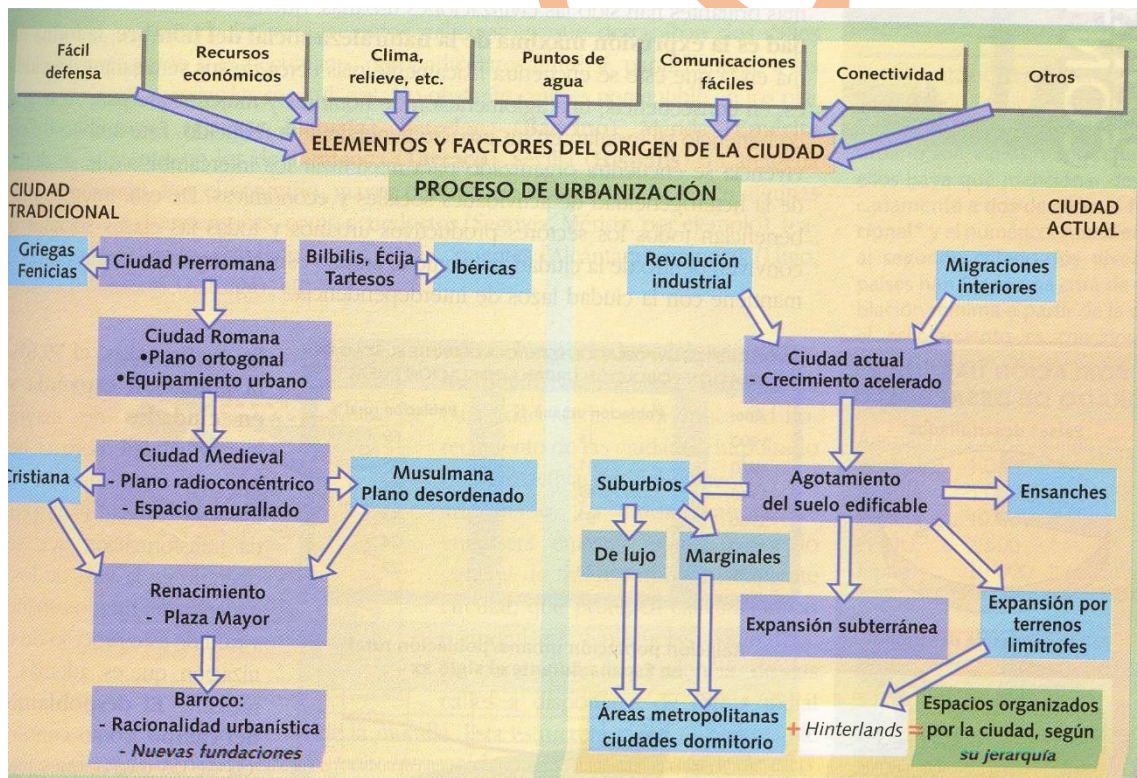 Fácil
defensa
Recursos
económicos
Clima,
relieve, etc.
Puntos de
agua
Comunicaciones
fáciles
Conectividad
Otros
ELEMENTOS Y FACTORES DEL ORIGEN DE LA CIUDAD
PROCESO DE URBANIZACIÓN
CIUDAD
TRADICIONAL
CIUDAD
ACTUAL
Griegas
Fenicias
Ciudad Prerromana
Bilbilis, Écija
Tartesos
Ibéricas
Revolución
industrial
Migraciones
interiores
Ciudad Romana
•Plano ortogonal
•Equipamiento urbano
Ciudad actual
- Crecimiento acelerado
Cristiana
Ciudad Medieval
- Plano radioconcéntrico
- Espacio amurallado
Musulmana
Plano desordenado
Suburbios
Agotamiento
del suelo edificable
Ensanches
De lujo
Marginales
Renacimiento
- Plaza Mayor
Expansión subterránea
Expansión por
terrenos
limítrofes
Barroco:
- Racionalidad urbanística
- Nuevas fundaciones
Áreas metropolitanas
ciudades dormitorio
+
Hinterlands
=
Espacios organizados
por la ciudad, según
su jerarquía